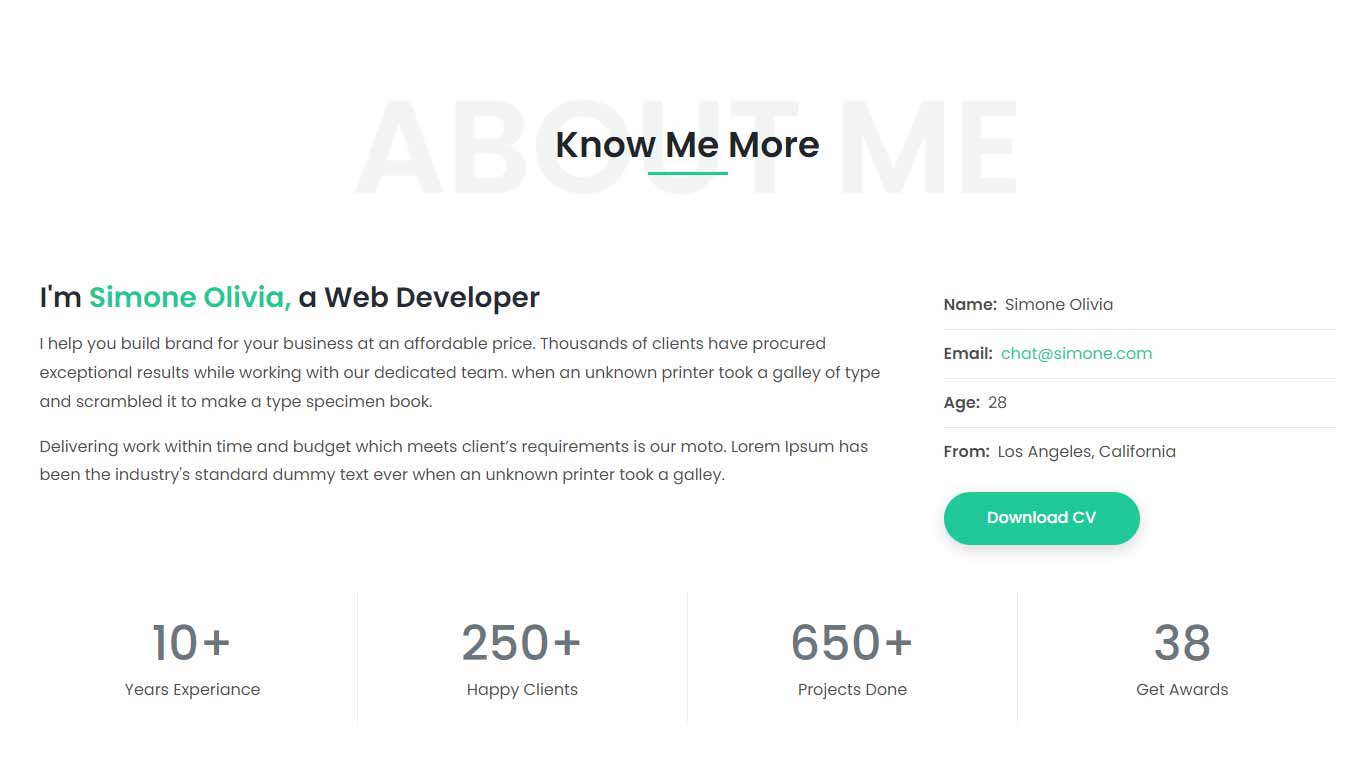 ABOUT ME
Know Me More
I'm Simone Olivia, a Web Developer
I help you build brand for your business at an affordable price. Thousands of clients have procured
exceptional results while working with our dedicated team. when an unknown printer took a galley of type
and scrambled it to make a type specimen book.
Delivering work within time and budget which meets client’s requirements is our moto. Lorem Ipsum has
been the industry's standard dummy text ever when an unknown printer took a galley.
Name: Simone Olivia
Email: chat@simone.com
Age: 28
From: Los Angeles, California
Download CV
10+
Years Experiance
250+
Happy Clients
650+
Projects Done
38
Get Awards